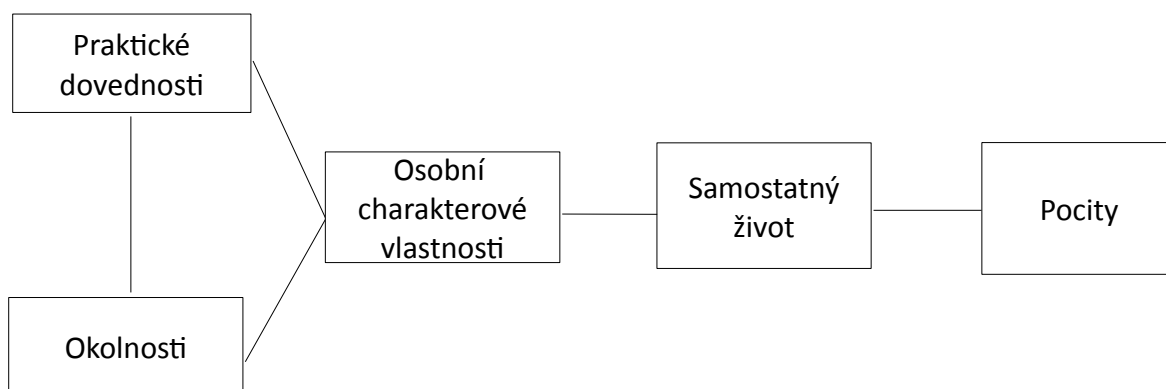 Praktické
dovednosti
Osobní
charakterové
vlastnosti
Samostatný
život
Pocity
Okolnosti